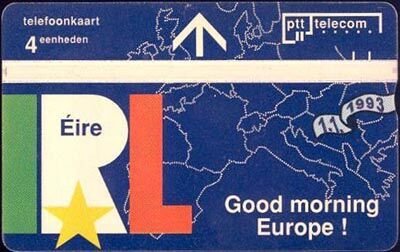 telefoonkaart
4 eenheden
ptt telecom
1.1.1993
IRL
Éire
Good morning
Europe !